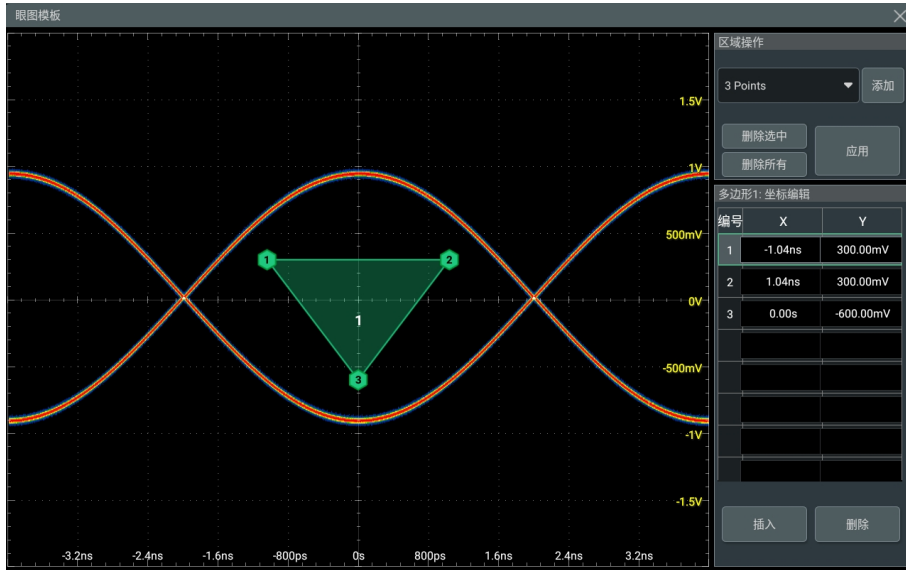 眼图模板
区域操作
3 Points
添加
删除选中
删除所有
应用
多边形1: 坐标编辑
编号 X Y
1 -1.04ns 300.00mV
2 1.04ns 300.00mV
3 0.00s -600.00mV
插入 删除
1.5V
1V
500mV
0V
-500mV
-1V
-1.5V
1
2
1
3
-3.2ns -2.4ns -1.6ns -800ps 0s 800ps 1.6ns 2.4ns 3.2ns